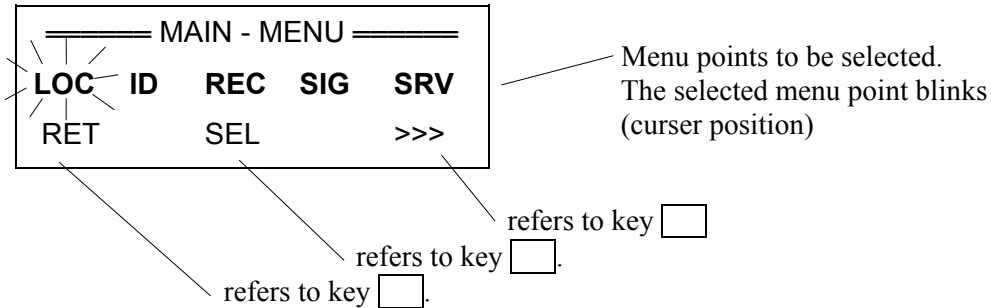 MAIN - MENU
LOC ID REC SIG SRV
RET SEL >>>
Menu points to be selected.
The selected menu point blinks
(curser position)
refers to key
refers to key .
refers to key .